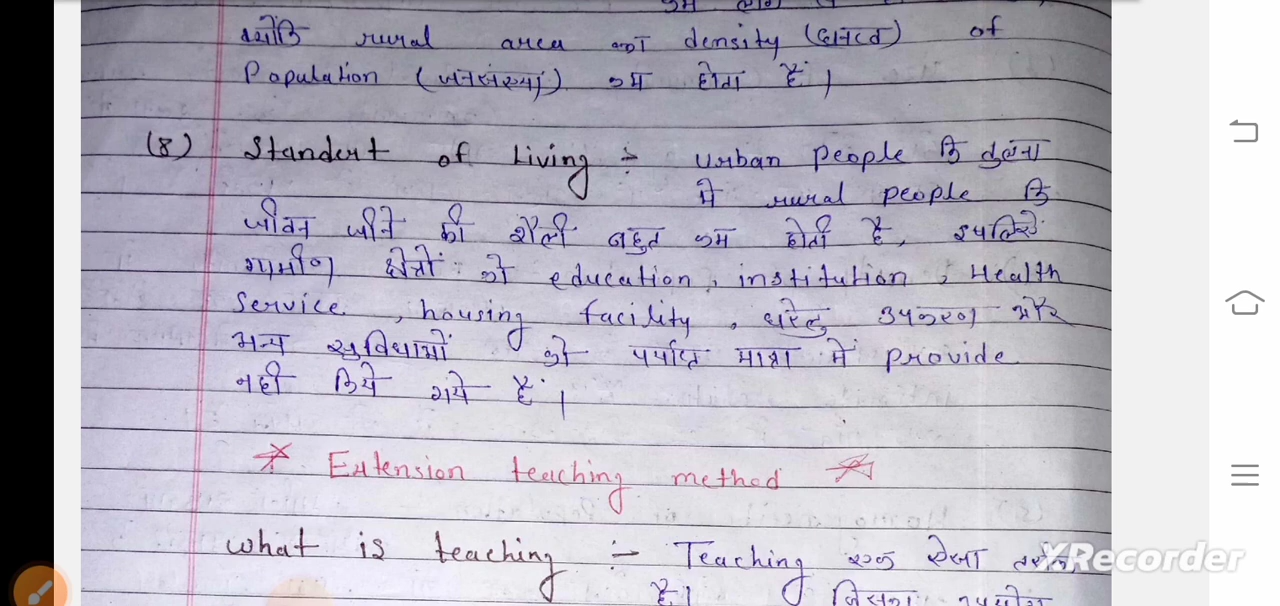 क्योंकि rural area का density (घनत्व) of
Population (जनसंख्या) कम होता है।
(8) Standert of Living :- Urban People कि तुलना
मे rural people कि
जीवन जीने की शैली बहुत कम होती है, इसलिये
ग्रामीण क्षेत्रों को education, institution, Health
Service, housing facility, घरेलु उपकरण और
अन्य सुविधाओं को पर्याप्त मात्रा में Provide
नही किये गये हैं।
Extension teaching method
what is teaching :- Teaching एक ऐसा
है। जिसका
XRecorder